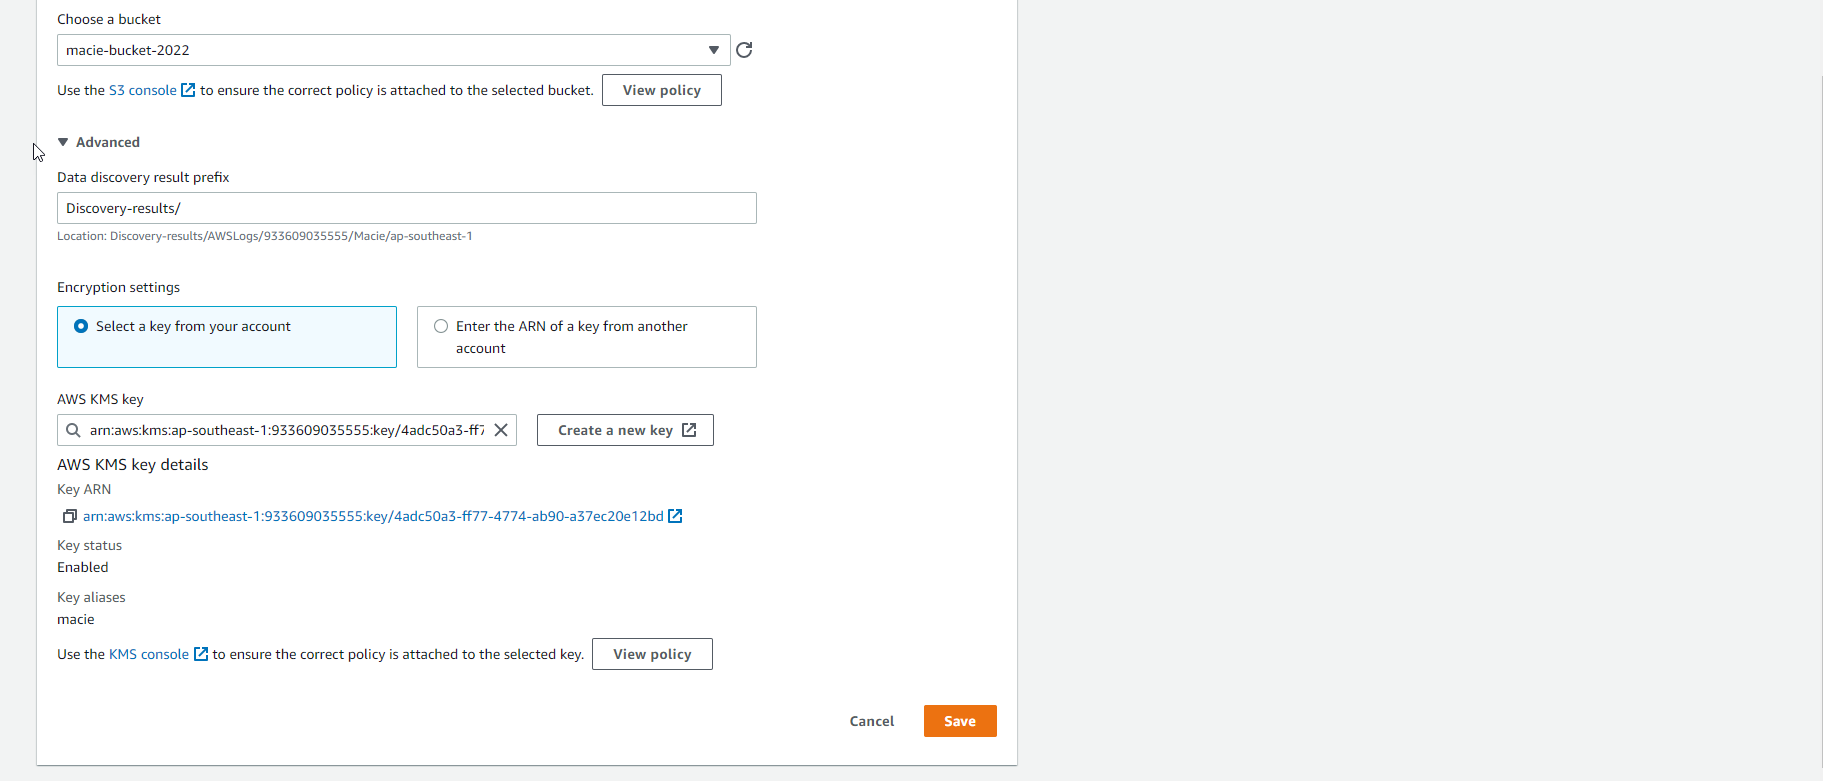 Choose a bucket
macie-bucket-2022
Use the S3 console to ensure the correct policy is attached to the selected bucket. View policy
Advanced
Data discovery result prefix
Discovery-results/
Location: Discovery-results/AWSLogs/933609035555/Macie/ap-southeast-1
Encryption settings
Select a key from your account
Enter the ARN of a key from another
account
AWS KMS key
arn:aws:kms:ap-southeast-1:933609035555:key/4adc50a3-ff7 Create a new key
AWS KMS key details
Key ARN
arn:aws:kms:ap-southeast-1:933609035555:key/4adc50a3-ff77-4774-ab90-a37ec20e12bd
Key status
Enabled
Key aliases
macie
Use the KMS console to ensure the correct policy is attached to the selected key. View policy
Cancel Save